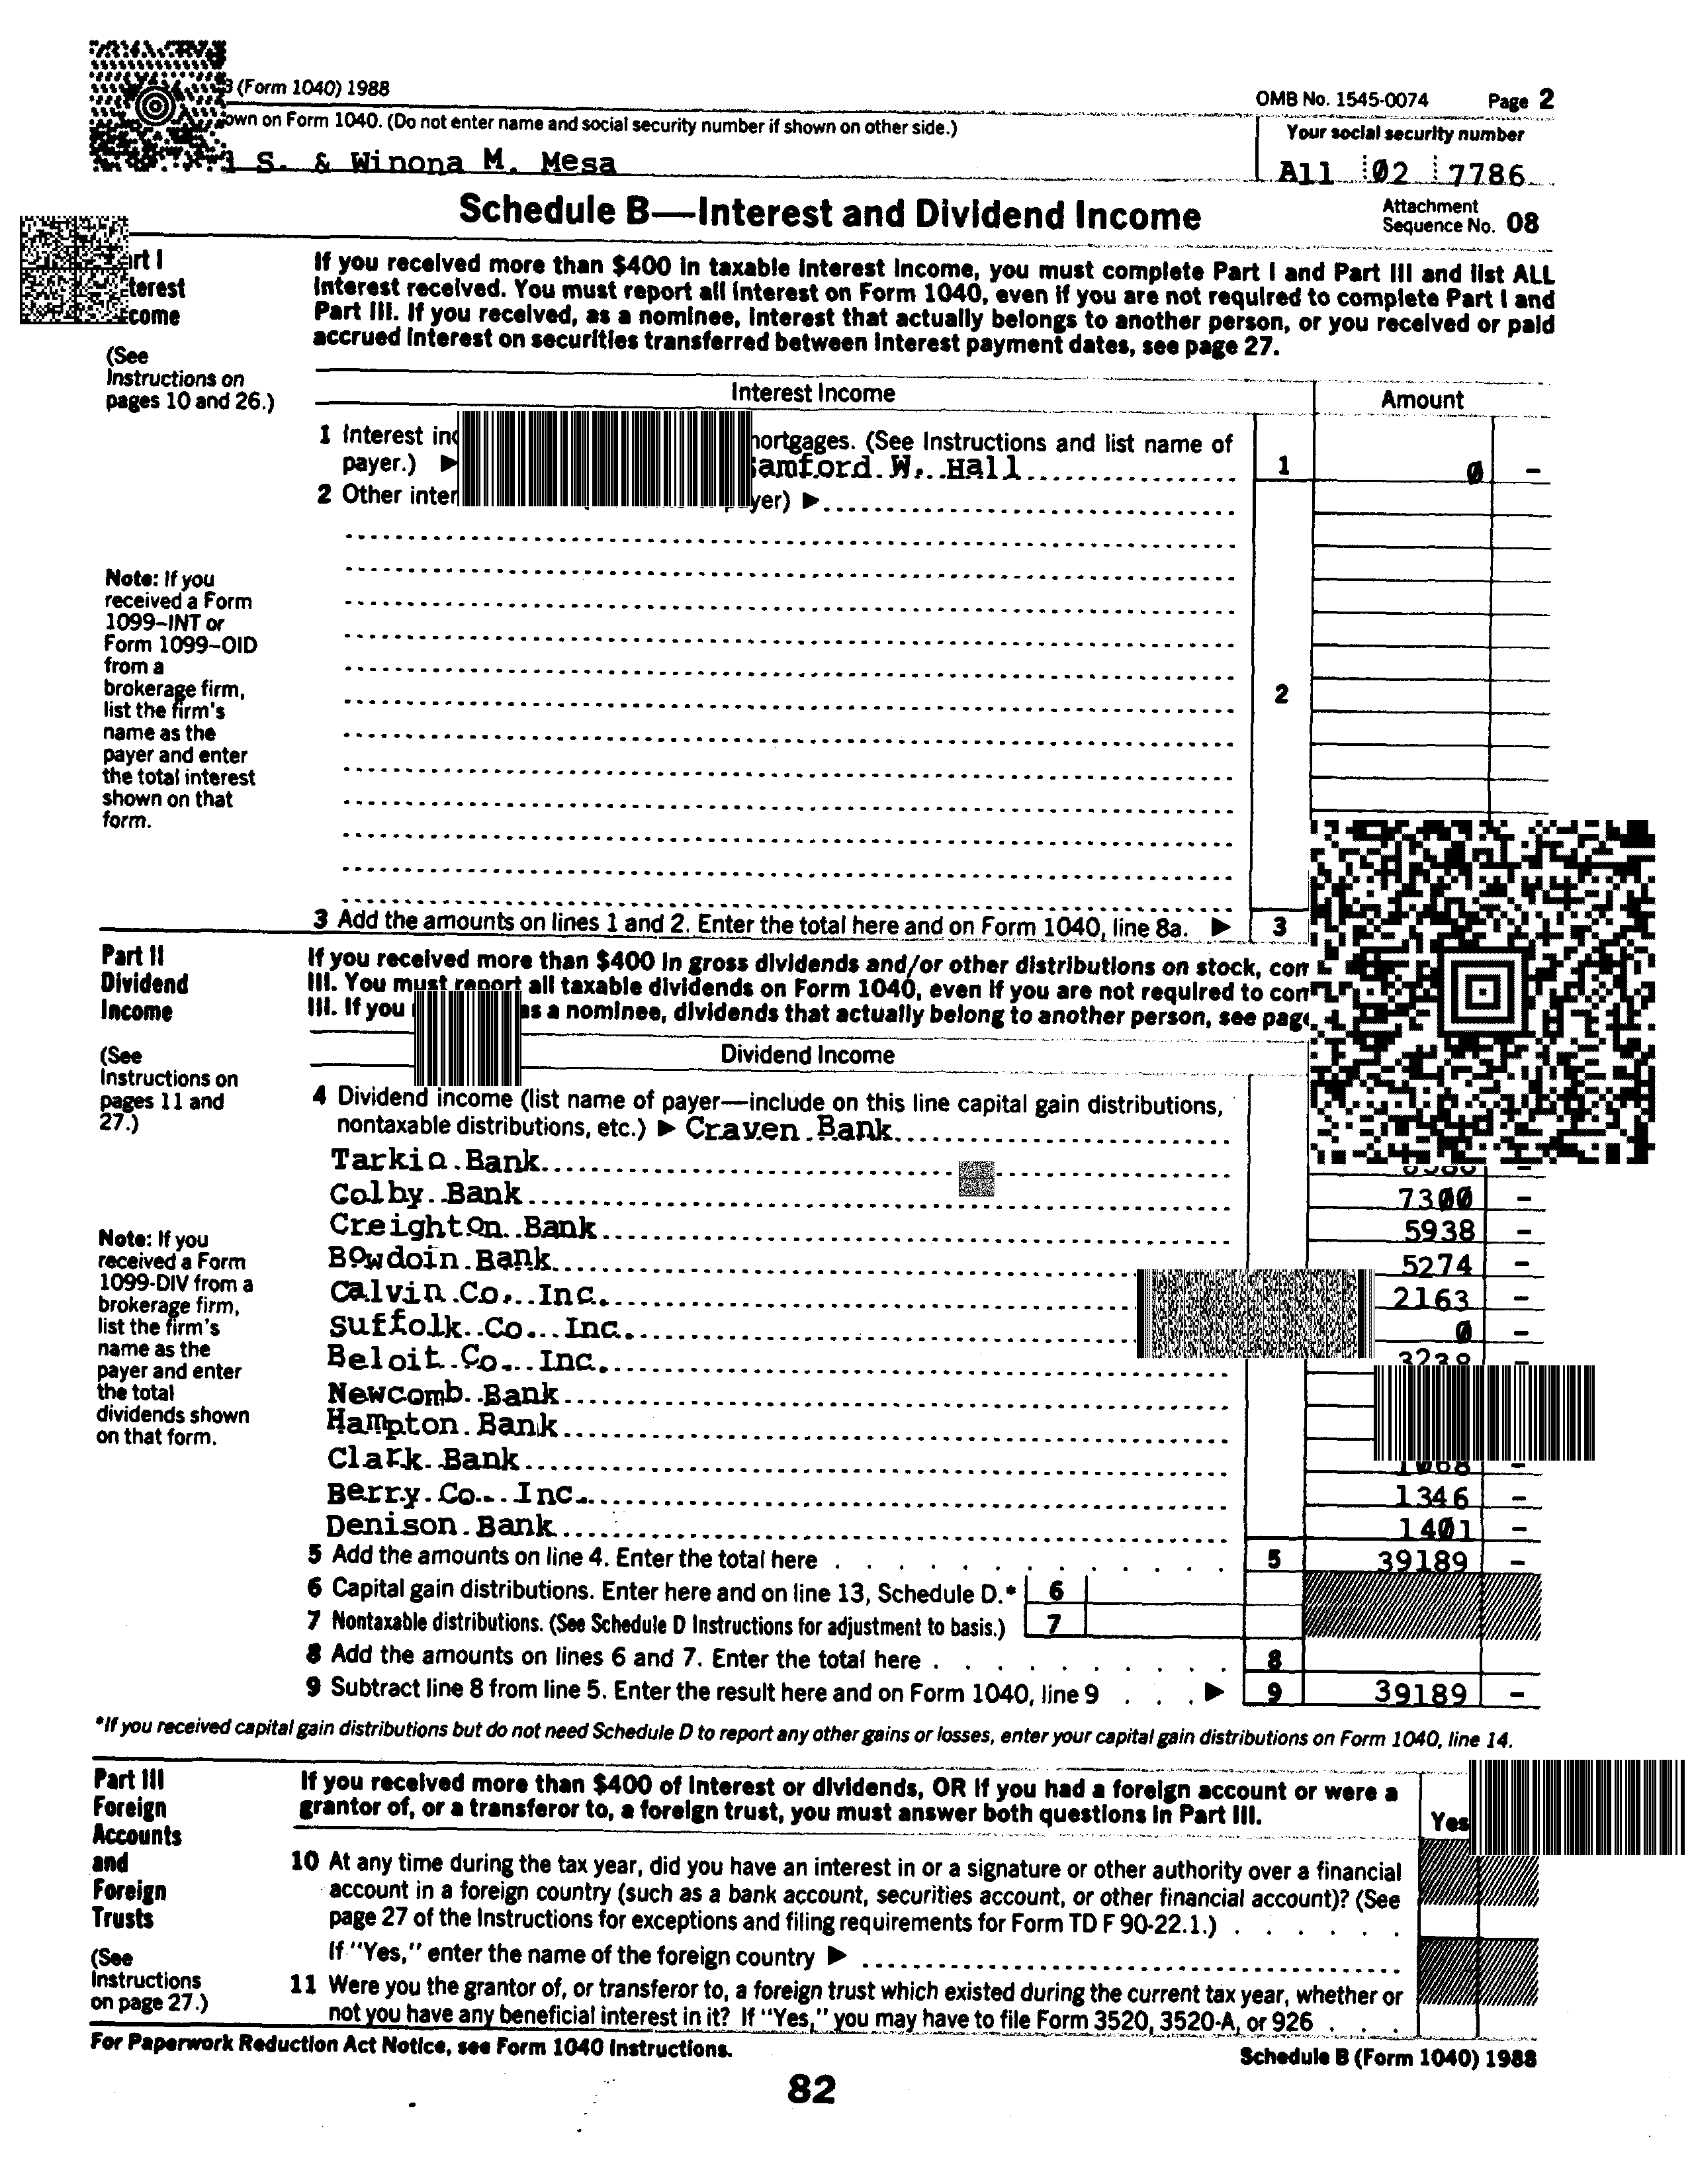 (Form 1040) 1988
OMB No. 1545-0074 Page 2
own on Form 1040. (Do not enter name and social security number if shown on other side.)
Your social security number
S. & Winona M. Mesa
A11 02 7786
Schedule B—Interest and Dividend Income
Attachment
Sequence No. 08
I
If you received more than $400 in taxable interest income, you must complete Part I and Part III and list ALL
interest received. You must report all interest on Form 1040, even if you are not required to complete Part I and
Part III. If you received, as a nominee, interest that actually belongs to another person, or you received or paid
accrued interest on securities transferred between interest payment dates, see page 27.
(See
Instructions on
pages 10 and 26.)
Interest Income
Amount
1 Interest (See Instructions and list name of
payer.) ▶ W. Hall 1 0 –
2 Other ▶
Note: If you
received a Form
1099–INT or
Form 1099–OID
from a
brokerage firm,
list the firm's
name as the
payer and enter
the total interest
shown on that
form.
2
3 Add the amounts on lines 1 and 2. Enter the total here and on Form 1040, line 8a. ▶ 3
Part II
Dividend
Income
If you received more than $400 in gross dividends and/or other distributions on stock,
III. You must report all taxable dividends on Form 1040, even if you are not required to
III. If you as a nominee, dividends that actually belong to another person, see
(See
Instructions on
pages 11 and
27.)
Dividend Income
4 Dividend income (list name of payer—include on this line capital gain distributions,
nontaxable distributions, etc.) ▶ Craven Bank
Tarkio Bank –
Colby Bank 7300 –
Creighton Bank 5938 –
Bowdoin Bank 5274 –
Calvin Co., Inc. 2163 –
Suffolk Co., Inc. 0 –
Beloit Co., Inc. –
Newcomb Bank
Hampton Bank
Clark Bank 1068 –
Berry Co., Inc. 1346 –
Denison Bank 1401 –
Note: If you
received a Form
1099-DIV from a
brokerage firm,
list the firm's
name as the
payer and enter
the total
dividends shown
on that form.
5 Add the amounts on line 4. Enter the total here 5 39189 –
6 Capital gain distributions. Enter here and on line 13, Schedule D.* 6
7 Nontaxable distributions. (See Schedule D Instructions for adjustment to basis.) 7
8 Add the amounts on lines 6 and 7. Enter the total here 8
9 Subtract line 8 from line 5. Enter the result here and on Form 1040, line 9 ▶ 9 39189 –
*If you received capital gain distributions but do not need Schedule D to report any other gains or losses, enter your capital gain distributions on Form 1040, line 14.
Part III
Foreign
Accounts
and
Foreign
Trusts
(See
Instructions
on page 27.)
If you received more than $400 of interest or dividends, OR if you had a foreign account or were a
grantor of, or a transferor to, a foreign trust, you must answer both questions in Part III.
Yes
10 At any time during the tax year, did you have an interest in or a signature or other authority over a financial
account in a foreign country (such as a bank account, securities account, or other financial account)? (See
page 27 of the Instructions for exceptions and filing requirements for Form TD F 90-22.1.)
If "Yes," enter the name of the foreign country ▶
11 Were you the grantor of, or transferor to, a foreign trust which existed during the current tax year, whether or
not you have any beneficial interest in it? If "Yes," you may have to file Form 3520, 3520-A, or 926
For Paperwork Reduction Act Notice, see Form 1040 Instructions.
Schedule B (Form 1040) 1988
82